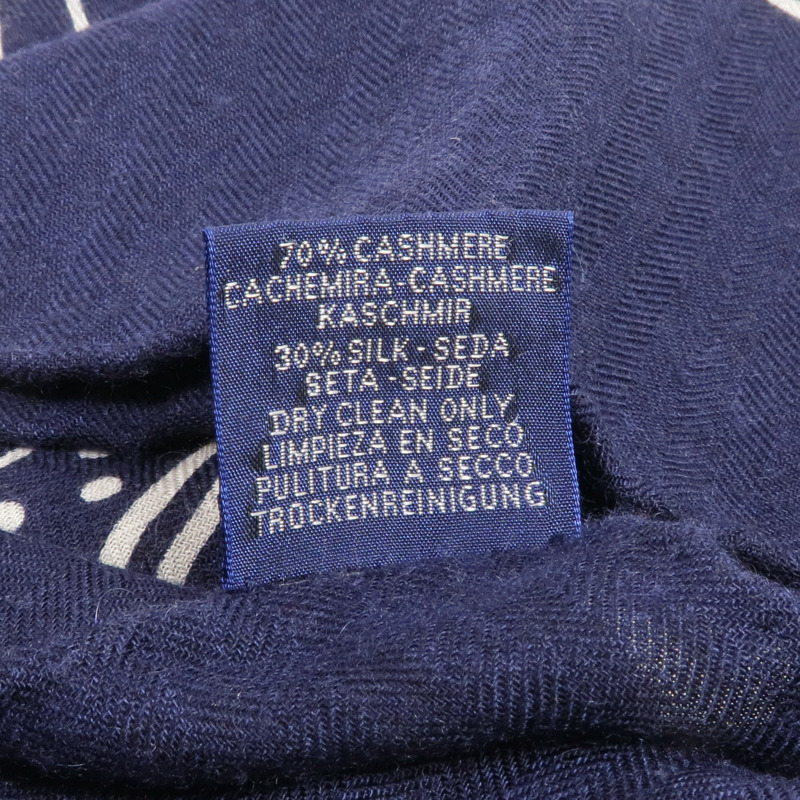 70% CASHMERE
CACHEMIRA-CASHMERE
KASCHMIR
30% SILK-SEDA
SETA-SEIDE
DRY CLEAN ONLY
LIMPIEZA EN SECO
PULITURA A SECCO
TROCKENREINIGUNG